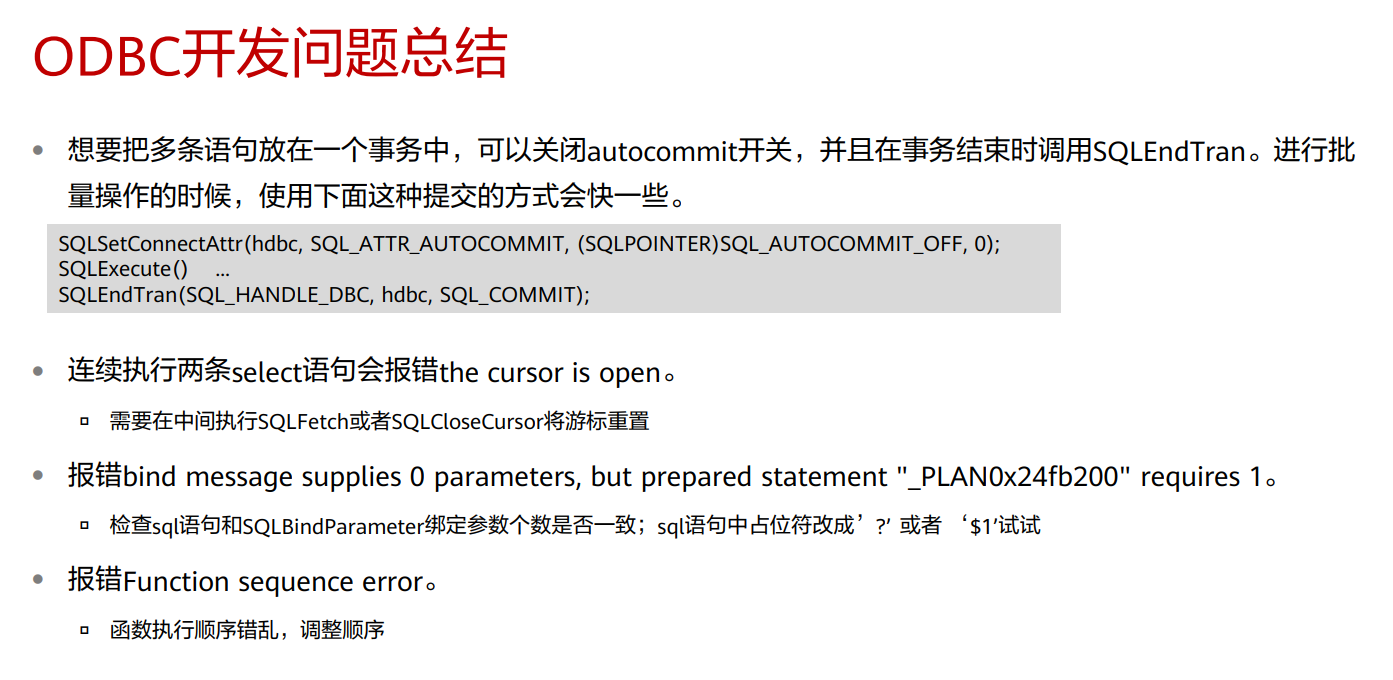 ODBC开发问题总结
• 想要把多条语句放在一个事务中，可以关闭autocommit开关，并且在事务结束时调用SQLEndTran。进行批
量操作的时候，使用下面这种提交的方式会快一些。
SQLSetConnectAttr(hdbc, SQL_ATTR_AUTOCOMMIT, (SQLPOINTER)SQL_AUTOCOMMIT_OFF, 0);
SQLExecute() ...
SQLEndTran(SQL_HANDLE_DBC, hdbc, SQL_COMMIT);
• 连续执行两条select语句会报错the cursor is open。
▫ 需要在中间执行SQLFetch或者SQLCloseCursor将游标重置
• 报错bind message supplies 0 parameters, but prepared statement "_PLAN0x24fb200" requires 1。
▫ 检查sql语句和SQLBindParameter绑定参数个数是否一致；sql语句中占位符改成’?’ 或者 ‘$1’试试
• 报错Function sequence error。
▫ 函数执行顺序错乱，调整顺序